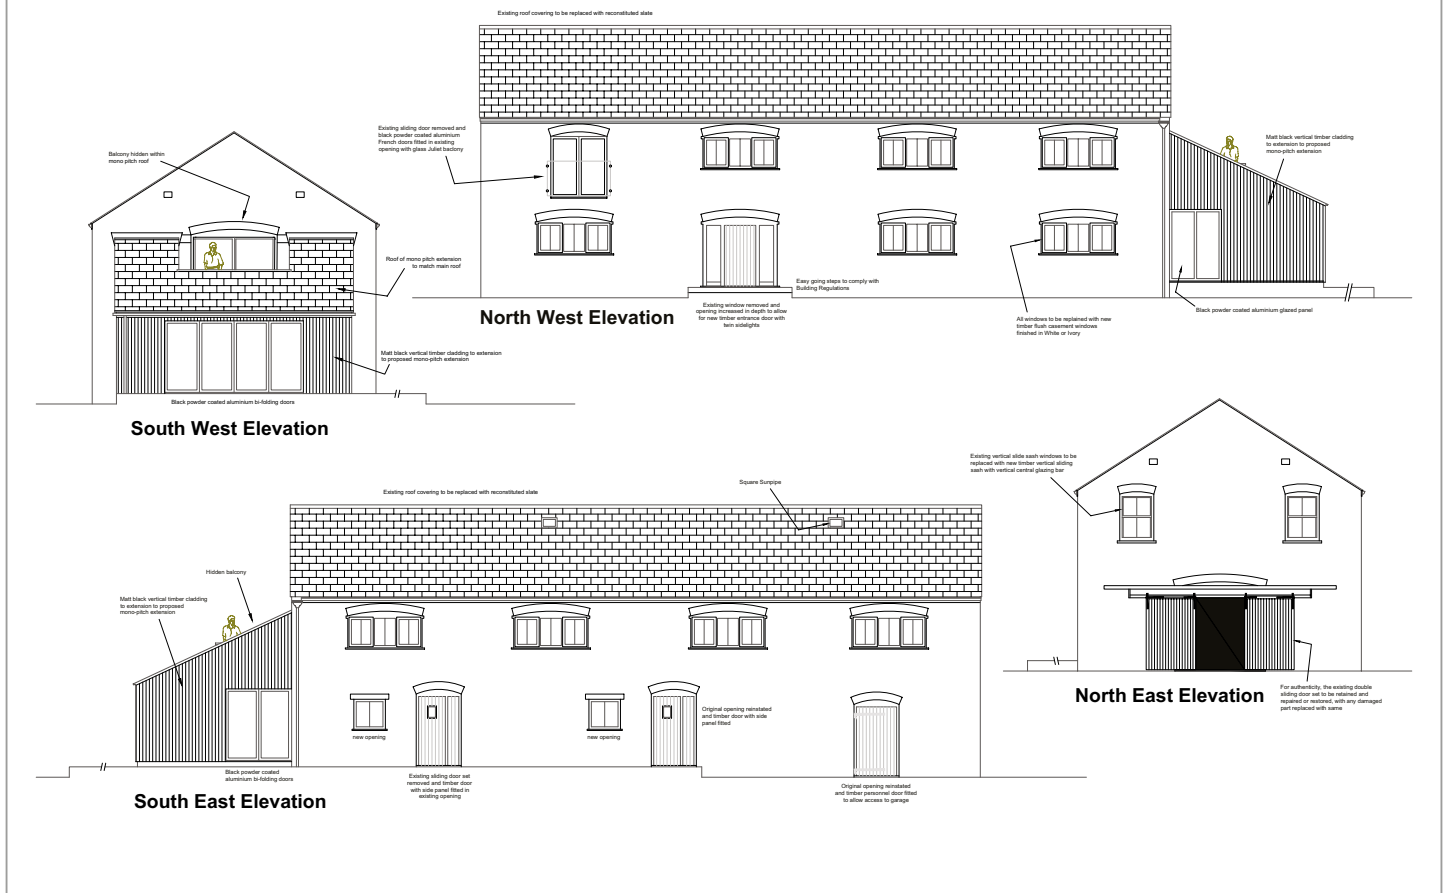 Existing roof covering to be replaced with reconstituted slate
Existing sliding door removed and
black powder coated aluminium
French doors fitted in existing
opening with glass Juliet baclony
Matt black vertical timber cladding
to extension to proposed
mono-pitch extension
Balcony hidden within
mono pitch roof
Roof of mono pitch extension
to match main roof
Easy going steps to comply with
Building Regulations
Existing window removed and
opening increased in depth to allow
for new timber entrance door with
twin sidelights
All windows to be replained with new
timber flush casement windows
finished in White or Ivory
Black powder coated aluminium glazed panel
North West Elevation
Matt black vertical timber cladding to extension
to proposed mono-pitch extension
Black powder coated aluminium bi-folding doors
South West Elevation
Existing vertical slide sash windows to be
replaced with new timber vertical sliding
sash with vertical central glazing bar
Square Sunpipe
Existing roof covering to be replaced with reconstituted slate
Hidden balcony
Matt black vertical timber cladding
to extension to proposed
mono-pitch extension
North East Elevation
For authenticity, the existing double
sliding door set to be retained and
repaired or restored, with any damaged
part replaced with same
Original opening reinstated
and timber door with side
panel fitted
new opening
new opening
Black powder coated
aluminium bi-folding doors
Existing sliding door set
removed and timber door
with side panel fitted in
existing opening
Original opening reinstated
and timber personnel door fitted
to allow access to garage
South East Elevation